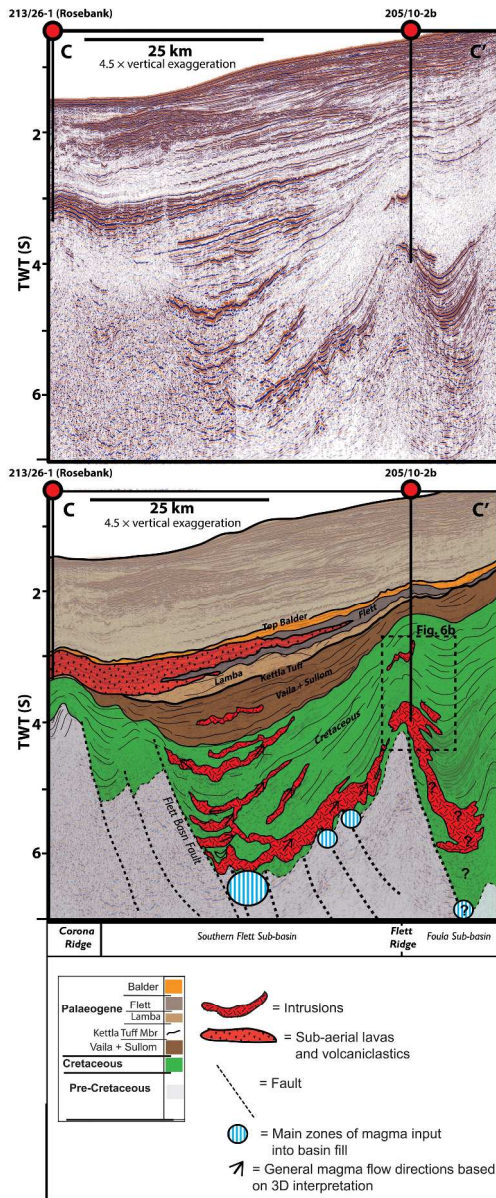 213/26-1 (Rosebank)
205/10-2b
C
C'
25 km
4.5 × vertical exaggeration
2
4
6
TWT (S)
213/26-1 (Rosebank)
205/10-2b
C
C'
25 km
4.5 × vertical exaggeration
2
4
6
TWT (S)
Top Balder
Flett
Fig. 6b
Lamba
Kettla Tuff
Vaila + Sullom
Cretaceous
Flett Basn Fault
?
?
?
?
Corona
Ridge
Southern Flett Sub-basin
Flett
Ridge
Foula Sub-basin
Balder
Palaeogene
Flett
Lamba
Kettla Tuff Mbr
Vaila + Sullom
Cretaceous
Pre-Cretaceous
= Intrusions
= Sub-aerial lavas
and volcaniclastics
= Fault
= Main zones of magma input
into basin fill
= General magma flow directions based
on 3D interpretation